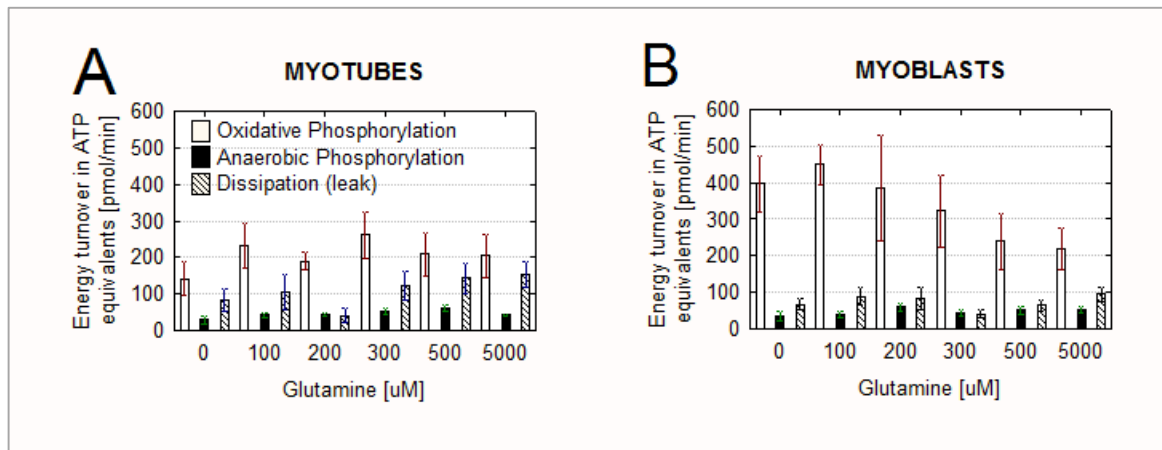 A
MYOTUBES
Energy turnover in ATP
equivalents [pmol/min]
600
500
400
300
200
100
0
Oxidative Phosphorylation
Anaerobic Phosphorylation
Dissipation (leak)
0 100 200 300 500 5000
Glutamine [uM]
B
MYOBLASTS
Energy turnover in ATP
equivalents [pmol/min]
600
500
400
300
200
100
0
0 100 200 300 500 5000
Glutamine [uM]